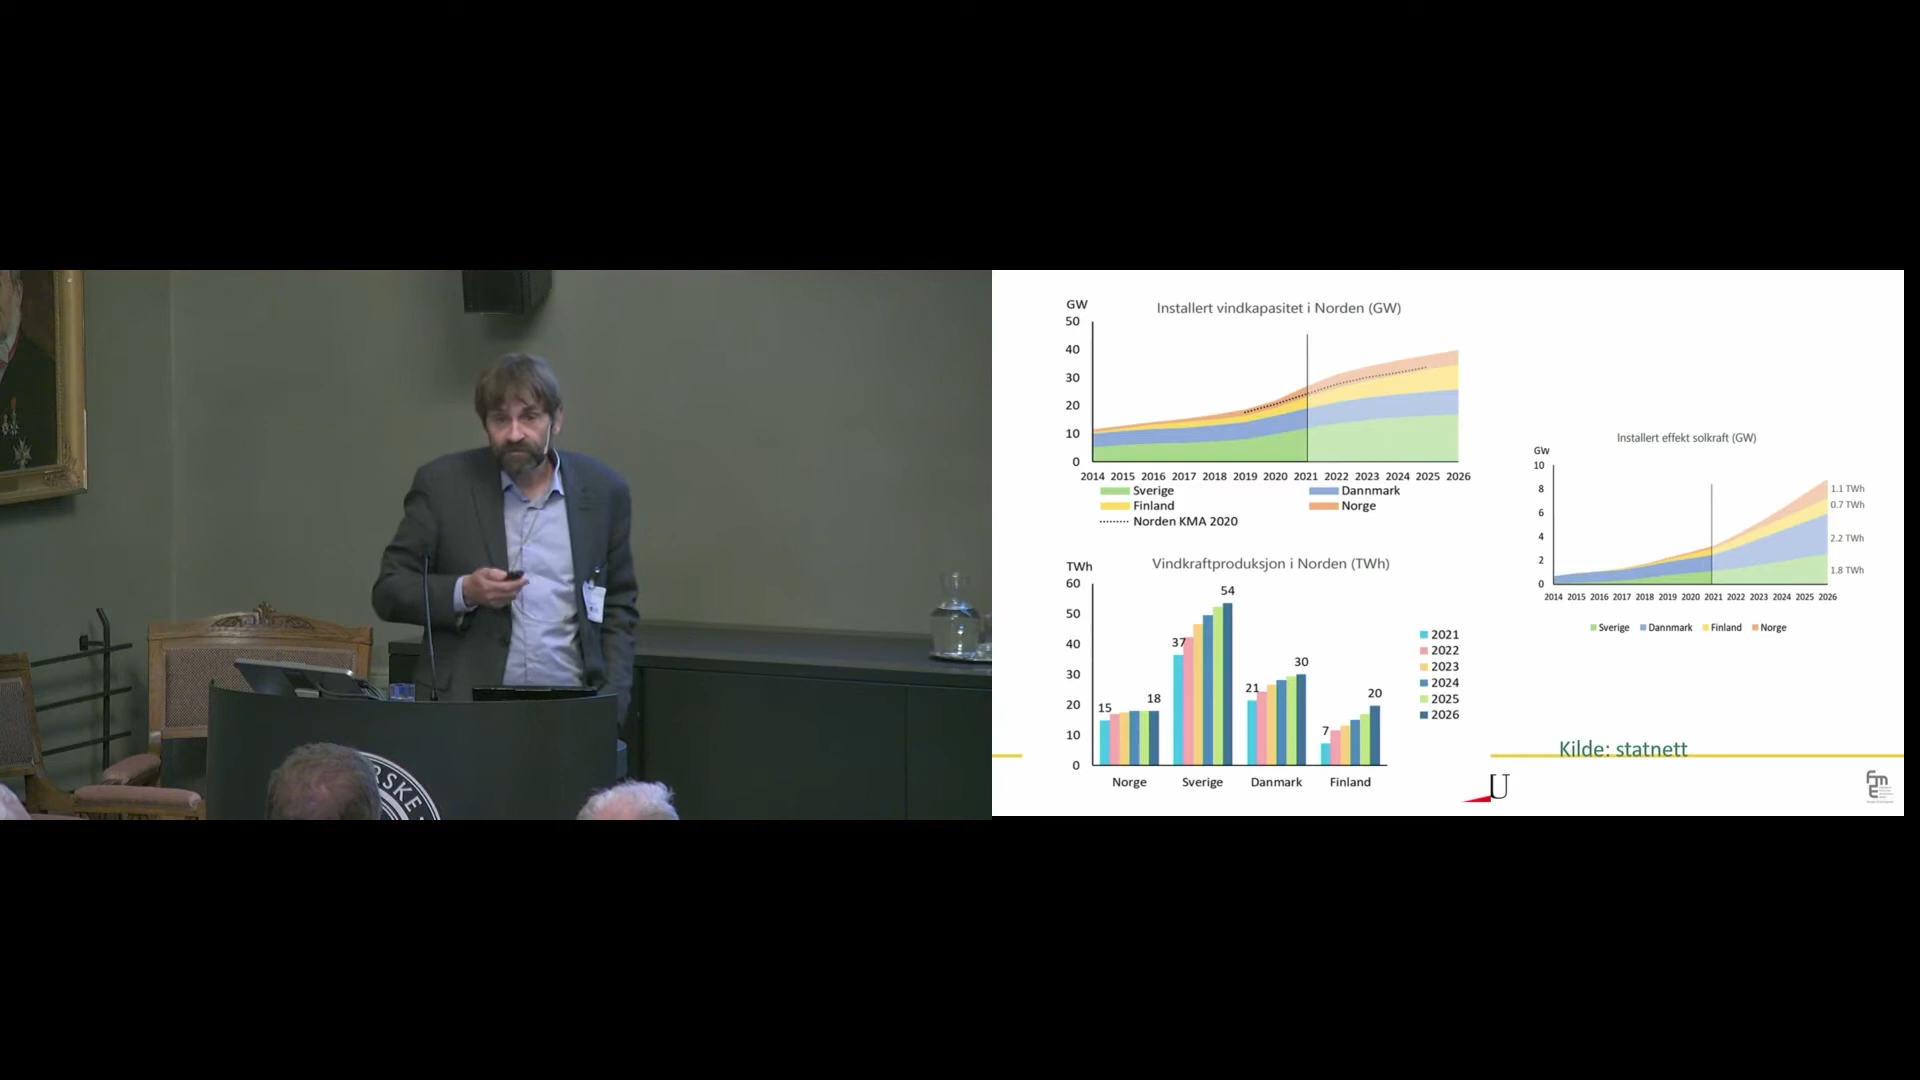 RSKE
GW
Installert vindkapasitet i Norden (GW)
50
40
30
20
10
0
2014 2015 2016 2017 2018 2019 2020 2021 2022 2023 2024 2025 2026
Sverige
Dannmark
Finland
Norge
Norden KMA 2020
TWh
Vindkraftproduksjon i Norden (TWh)
60
50
40
30
20
10
0
15
18
37
54
21
30
7
20
Norge Sverige Danmark Finland
2021
2022
2023
2024
2025
2026
Installert effekt solkraft (GW)
GW
10
8
6
4
2
0
1.1 TWh
0.7 TWh
2.2 TWh
1.8 TWh
2014 2015 2016 2017 2018 2019 2020 2021 2022 2023 2024 2025 2026
Sverige Dannmark Finland Norge
Kilde: statnett
U
FME